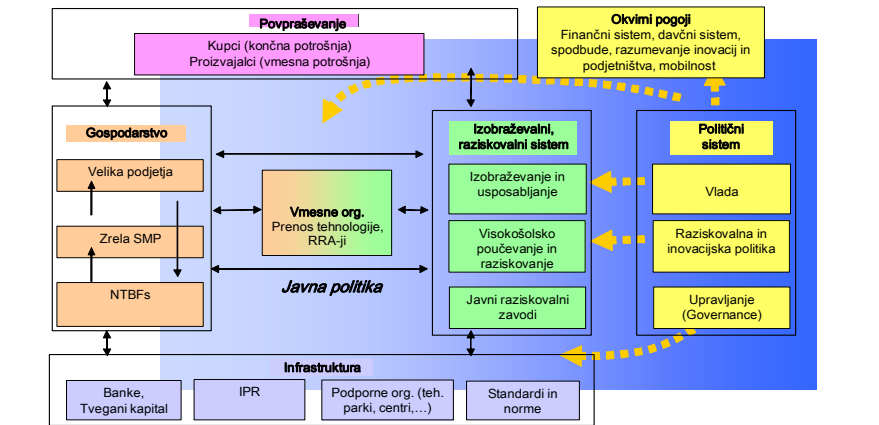 Povpraševanje
Kupci (končna potrošnja)
Proizvajalci (vmesna potrošnja)
Okvirni pogoji
Finančni sistem, davčni sistem,
spodbude, razumevanje inovacij in
podjetništva, mobilnost
Gospodarstvo
Velika podjetja
Zrela SMP
NTBFs
Vmesne org.
Prenos tehnologije,
RRA-ji
Javna politika
Izobraževalni,
raziskovalni sistem
Izobraževanje in
usposabljanje
Visokošolsko
poučevanje in
raziskovanje
Javni raziskovalni
zavodi
Politični
sistem
Vlada
Raziskovalna in
inovacijska politika
Upravljanje
(Governance)
Infrastruktura
Banke,
Tvegani kapital
IPR
Podporne org. (teh.
parki, centri,...)
Standardi in
norme